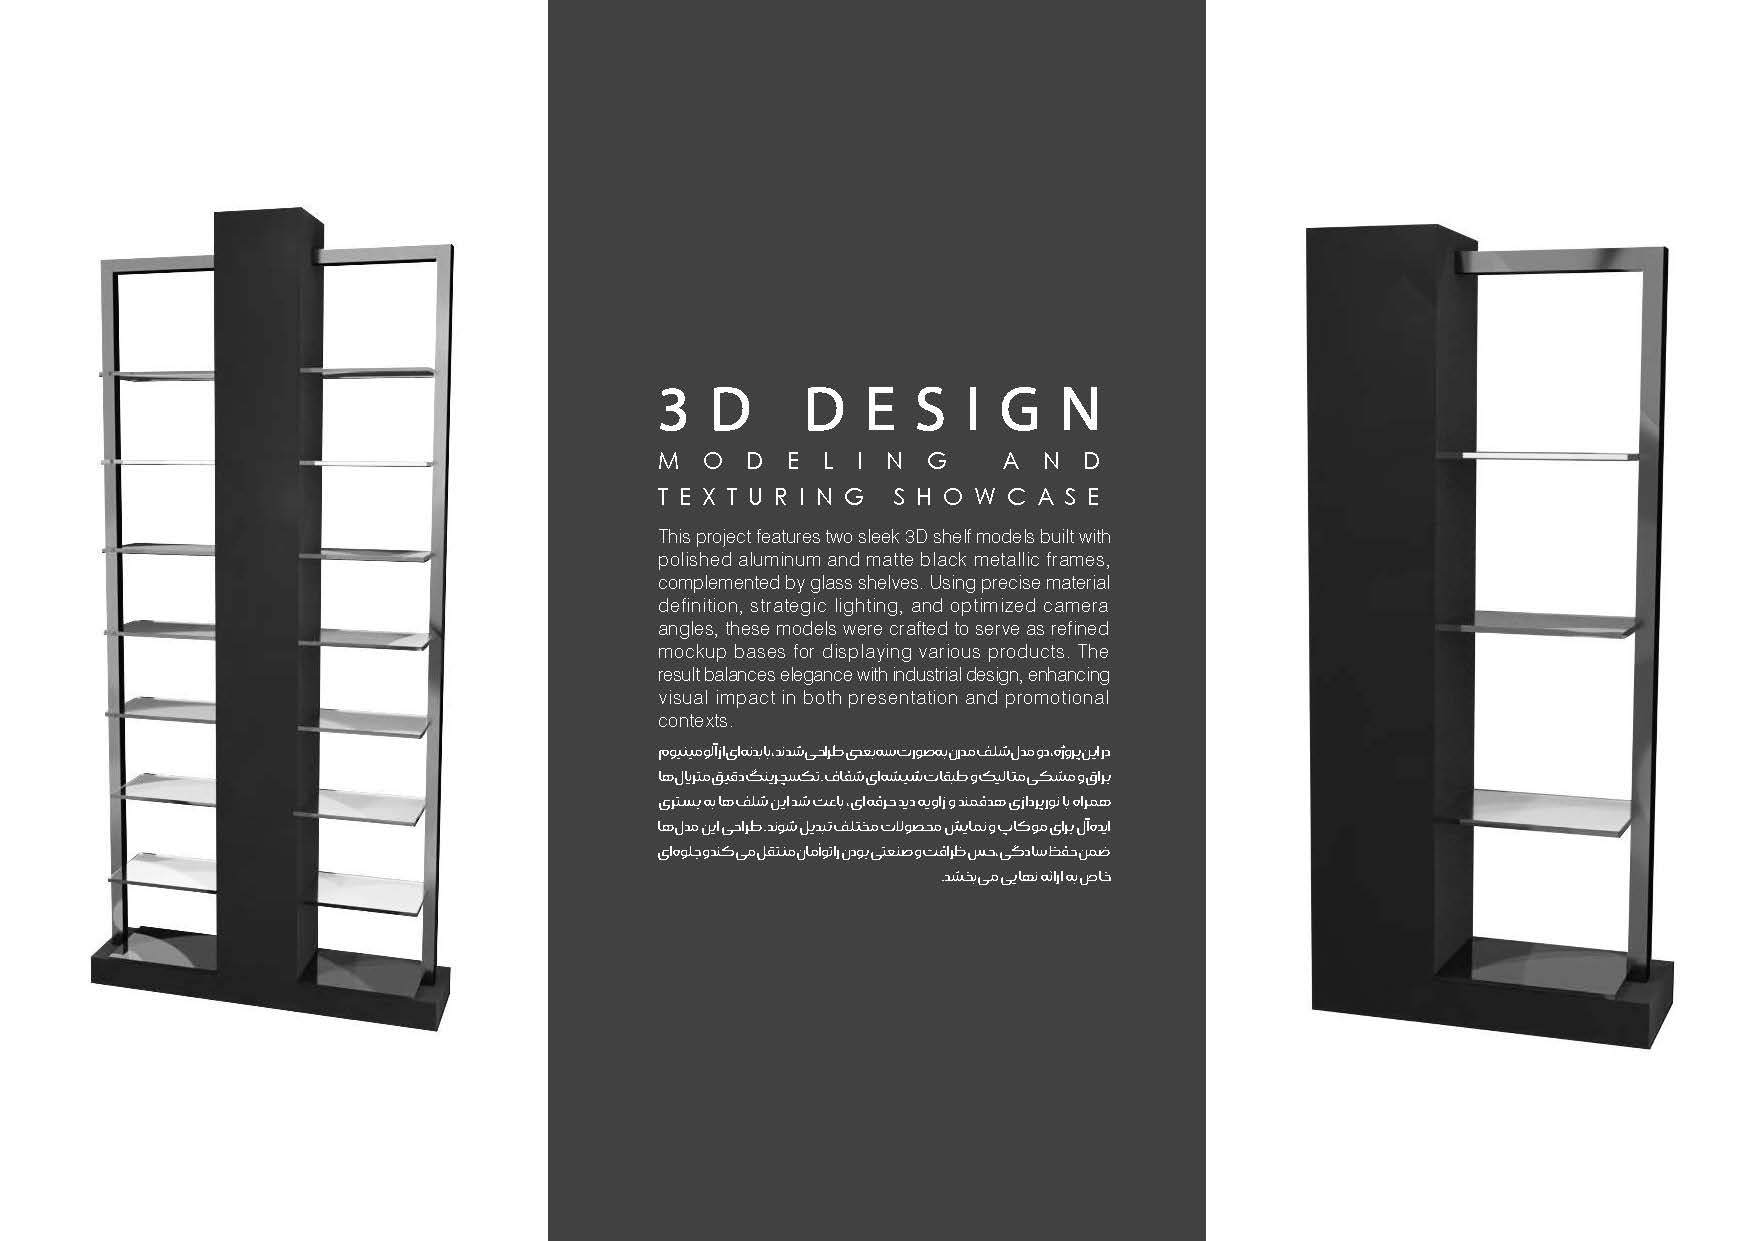 3D DESIGN
MODELING AND
TEXTURING SHOWCASE
This project features two sleek 3D shelf models built with
polished aluminum and matte black metallic frames,
complemented by glass shelves. Using precise material
definition, strategic lighting, and optimized camera
angles, these models were crafted to serve as refined
mockup bases for displaying various products. The
result balances elegance with industrial design, enhancing
visual impact in both presentation and promotional
contexts.
در این پروژه، دو مدل شلف مدرن به‌صورت سه‌بعدی طراحی شدند، با بدنه‌ای از آلومینیوم
براق و مشکی متالیک و طبقات شیشه‌ای شفاف. تکسچرینگ دقیق متریال‌ها
همراه با نورپردازی هدفمند و زاویه دید حرفه‌ای، باعث شد این شلف‌ها به بستری
ایده‌آل برای موکاپ و نمایش محصولات مختلف تبدیل شوند. طراحی این مدل‌ها
ضمن حفظ سادگی، حس ظرافت و صنعتی بودن را توأمان منتقل می‌کند و جلوه‌ای
خاص به ارائه نهایی می‌بخشد.